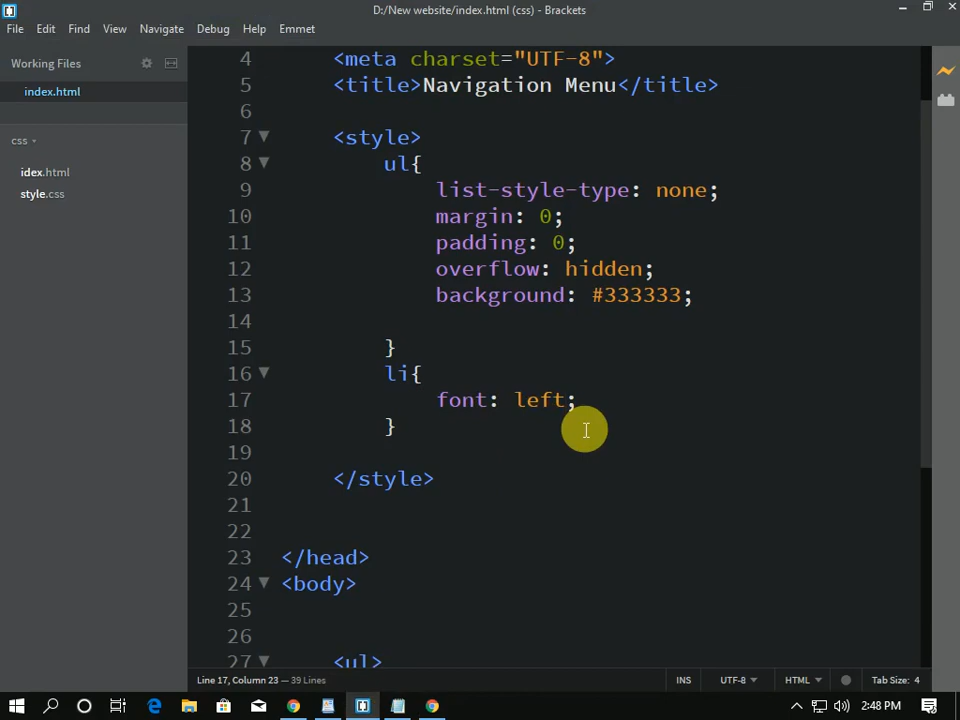 D:/New website/index.html (css) - Brackets
File Edit Find View Navigate Debug Help Emmet
Working Files
index.html
css
idex.html
style.css
4 <meta charset="UTF-8">
5 <title>Navigation Menu</title>
6
7 <style>
8 ul{
9 list-style-type: none;
10 margin: 0;
11 padding: 0;
12 overflow: hidden;
13 background: #333333;
14
15 }
16 li{
17 font: left;
18 }
19
20 </style>
21
22
23 </head>
24 <body>
25
26
27 <ul>
Line 17, Column 23 — 39 Lines
INS UTF-8 HTML Tab Size: 4
2:48 PM